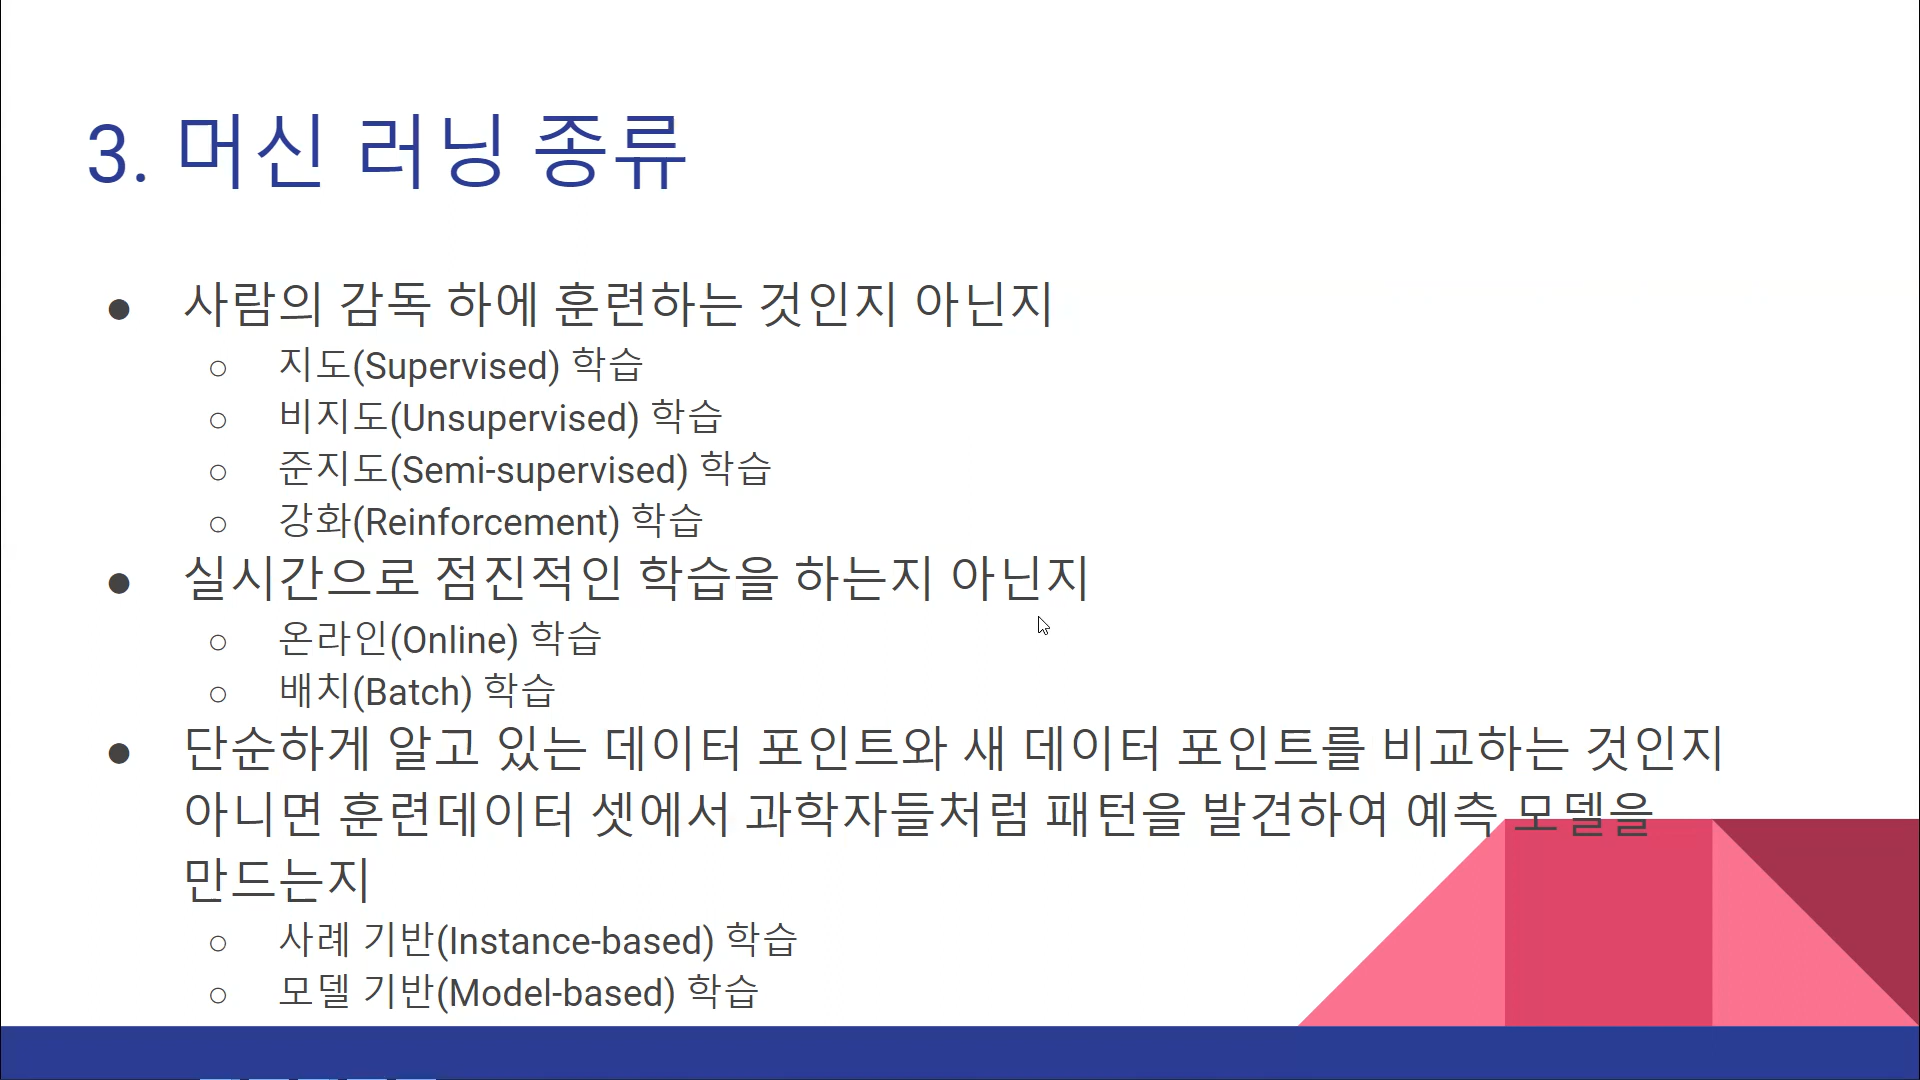 3. 머신 러닝 종류
● 사람의 감독 하에 훈련하는 것인지 아닌지
○ 지도(Supervised) 학습
○ 비지도(Unsupervised) 학습
○ 준지도(Semi-supervised) 학습
○ 강화(Reinforcement) 학습
● 실시간으로 점진적인 학습을 하는지 아닌지
○ 온라인(Online) 학습
○ 배치(Batch) 학습
● 단순하게 알고 있는 데이터 포인트와 새 데이터 포인트를 비교하는 것인지
아니면 훈련데이터 셋에서 과학자들처럼 패턴을 발견하여 예측 모델을
만드는지
○ 사례 기반(Instance-based) 학습
○ 모델 기반(Model-based) 학습